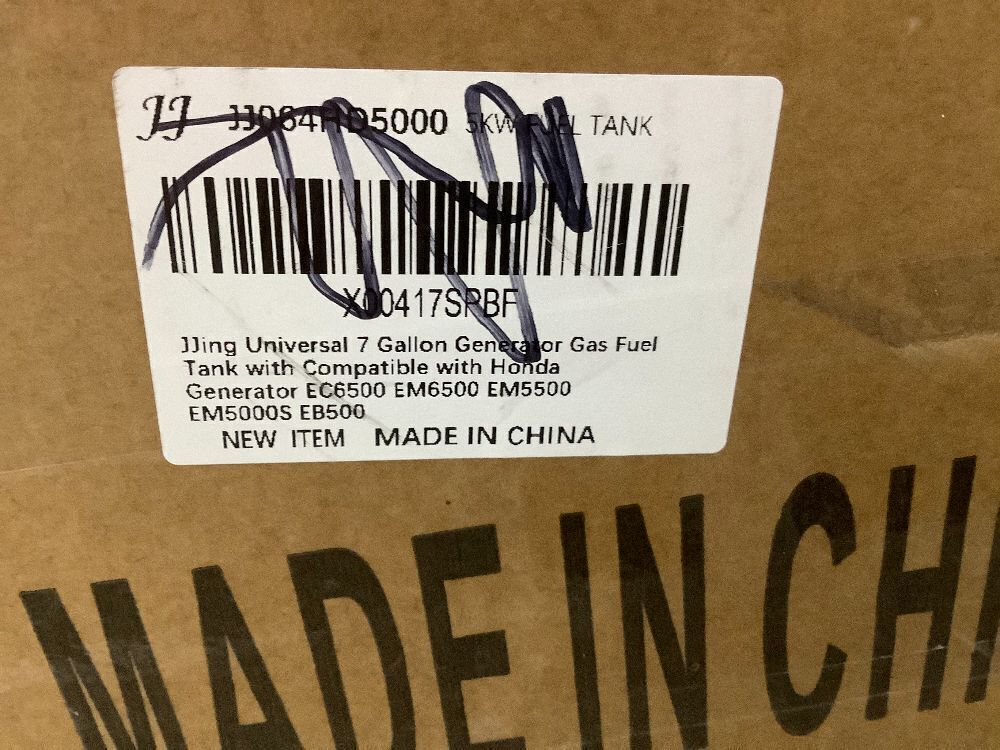 JJ JJ064HD5000 5KW FUEL TANK
X00417SPBF
JJing Universal 7 Gallon Generator Gas Fuel
Tank with Compatible with Honda
Generator EC6500 EM6500 EM5500
EM5000S EB500
NEW ITEM MADE IN CHINA
MADE IN CHI